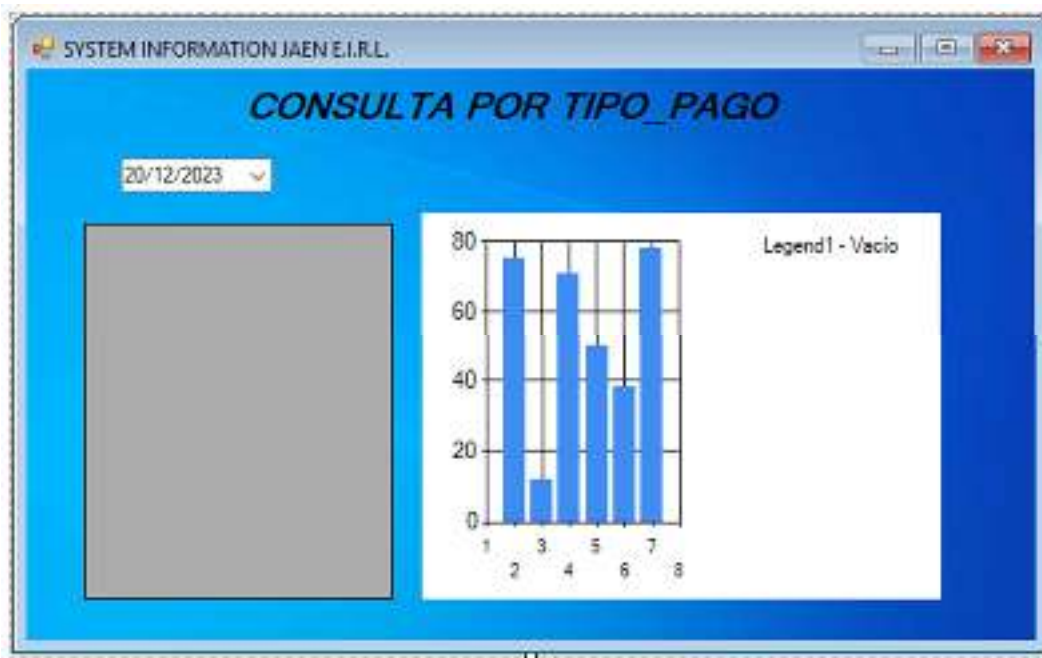 SYSTEM INFORMATION JAEN E.I.R.L.
CONSULTA POR TIPO_PAGO
20/12/2023
Legend1 - Vacío
80
60
40
20
0
1 3 5 7
2 4 6 8